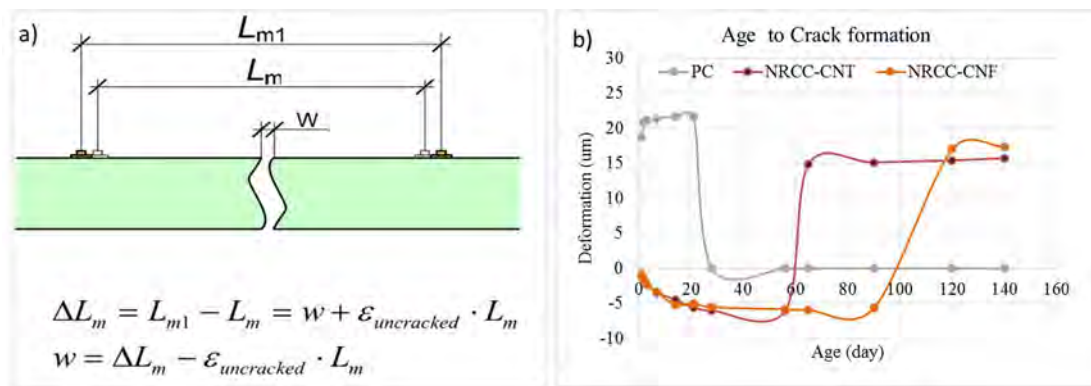 a)
L_m1
L_m
w
ΔL_m = L_m1 − L_m = w + ε_uncracked · L_m
w = ΔL_m − ε_uncracked · L_m
b)
Age to Crack formation
PC NRCC-CNT NRCC-CNF
Deformation (um)
30
25
20
15
10
5
0
-5
-10
0 20 40 60 80 100 120 140 160
Age (day)